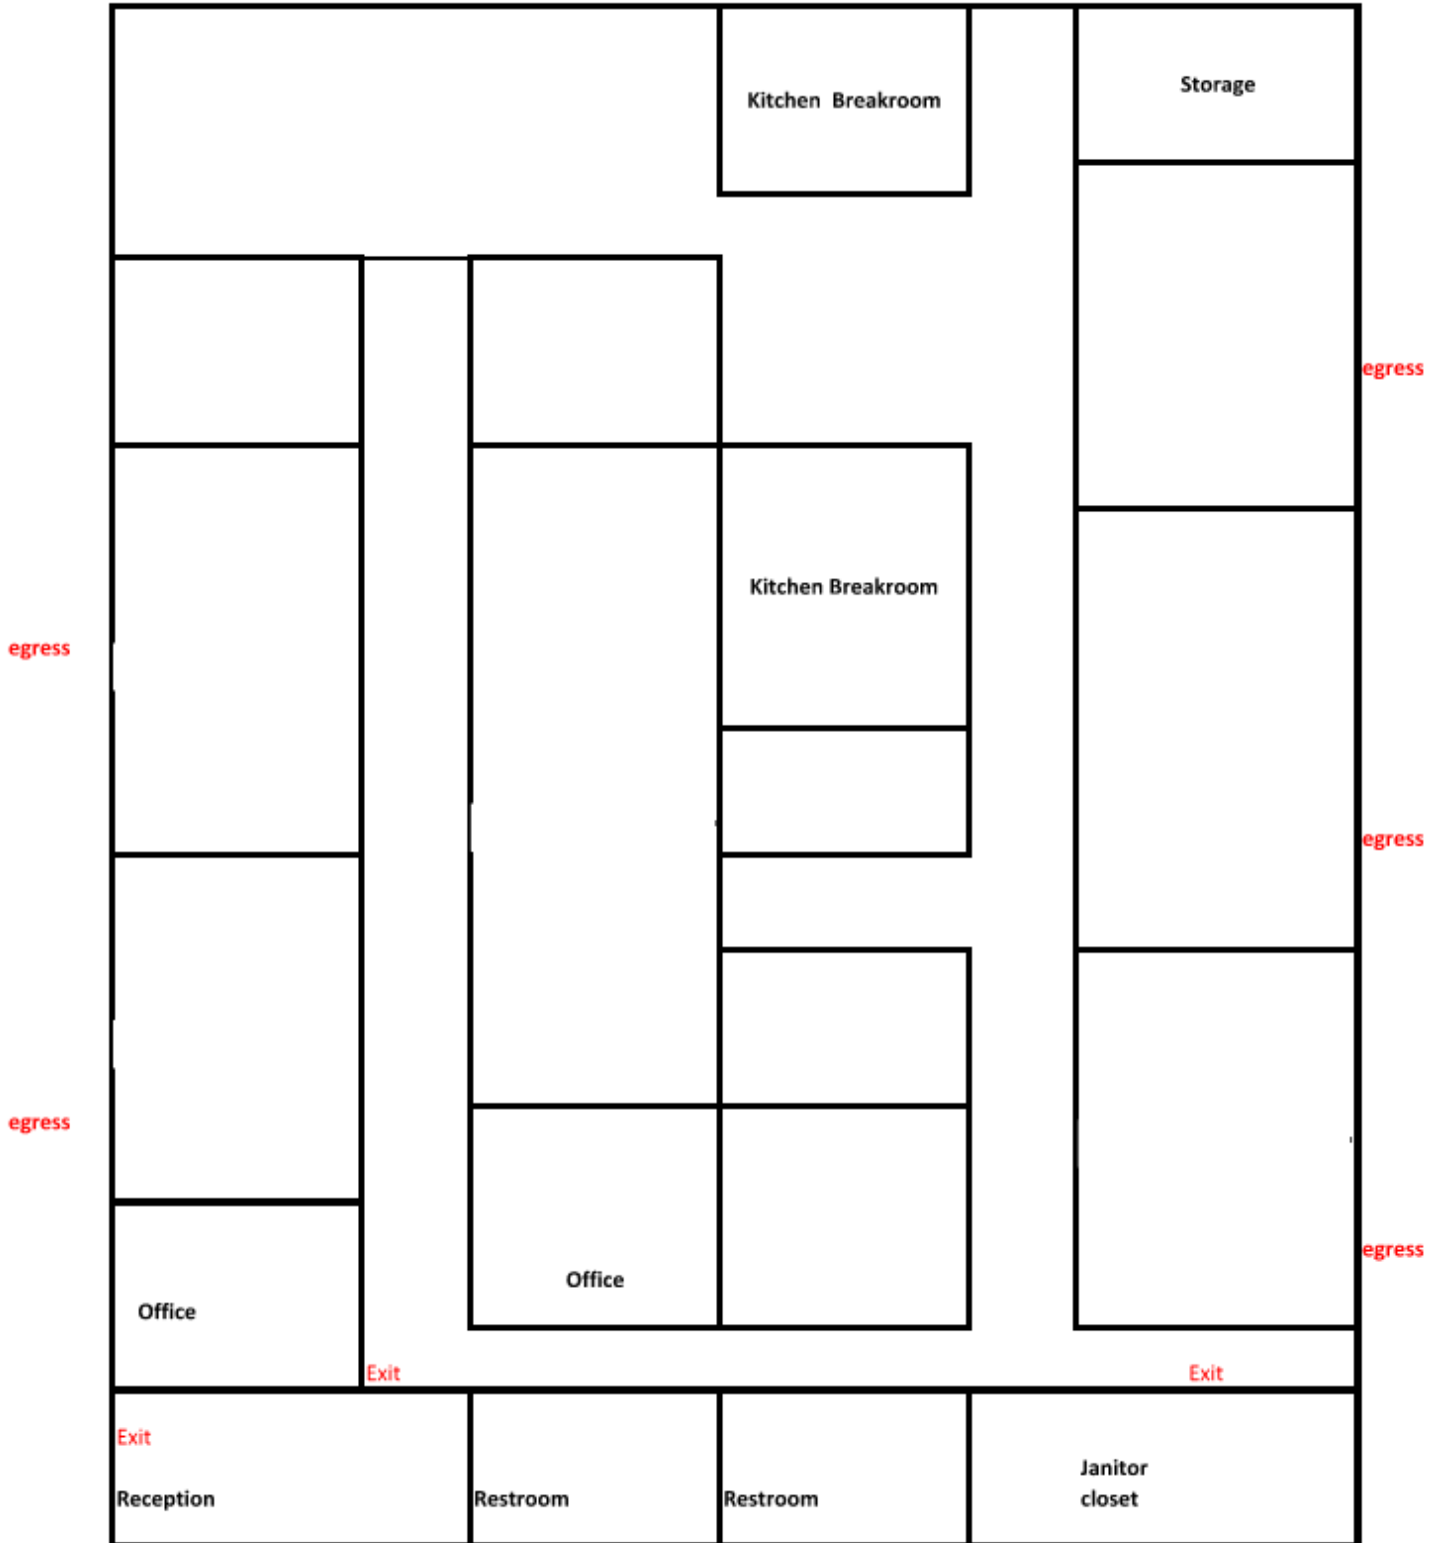 Storage
Kitchen  Breakroom
egress
Kitchen Breakroom
egress
egress
egress
egress
Office
Office
Exit
Exit
Exit
Reception
Restroom
Restroom
Janitor
closet